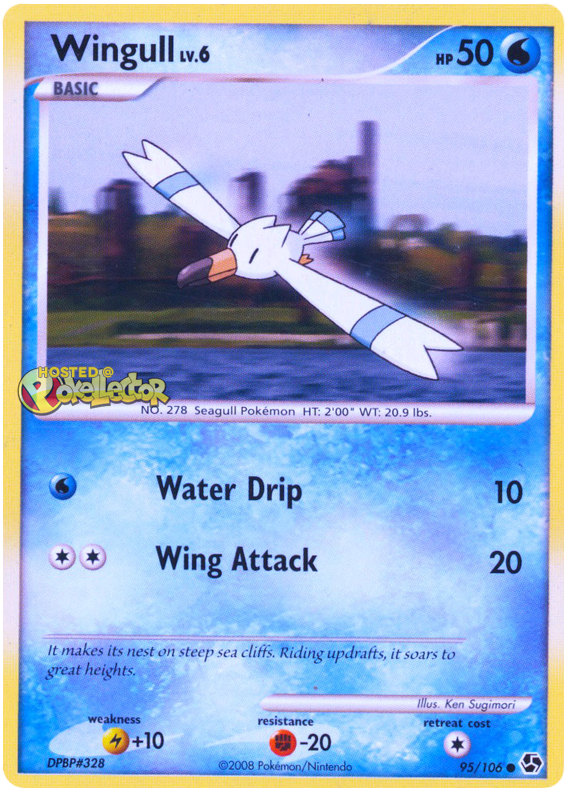 Wingull LV.6 HP 50
BASIC
HOSTED @
Pokellector
NO. 278 Seagull Pokémon HT: 2'00" WT: 20.9 lbs.
Water Drip 10
Wing Attack 20
It makes its nest on steep sea cliffs. Riding updrafts, it soars to
great heights.
Illus. Ken Sugimori
weakness resistance retreat cost
+10 -20
DPBP#328 ©2008 Pokémon/Nintendo 95/106